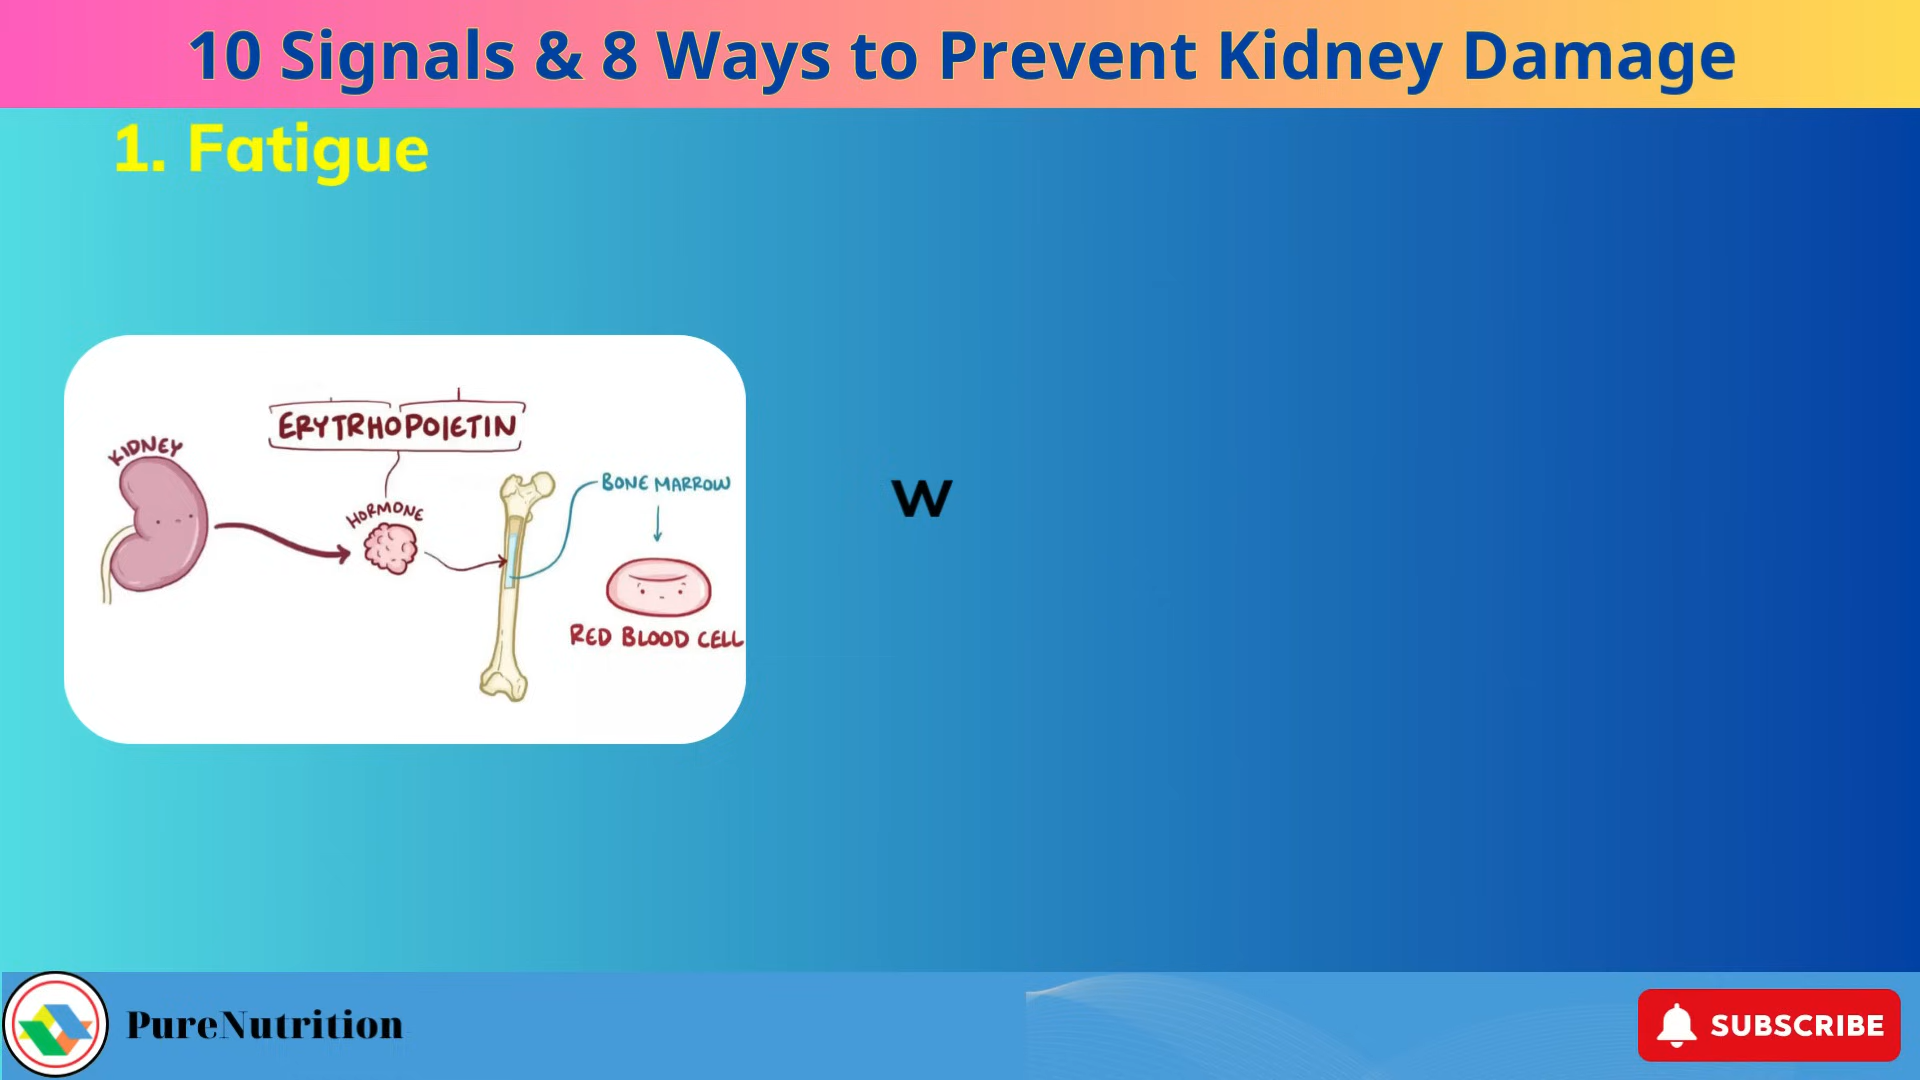 10 Signals & 8 Ways to Prevent Kidney Damage
1. Fatigue
ERYTRHOPOIETIN
KIDNEY
HORMONE
BONE MARROW
RED BLOOD CELL
W
PureNutrition
SUBSCRIBE